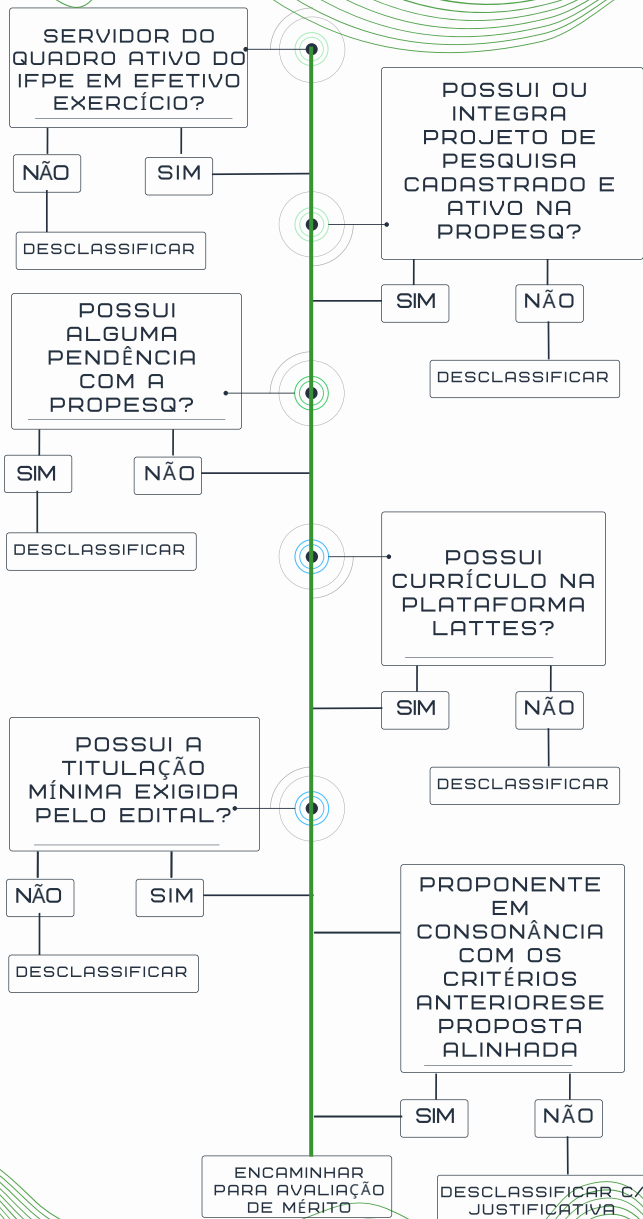 SERVIDOR DO
QUADRO ATIVO DO
IFPE EM EFETIVO
EXERCÍCIO?
NÃO
SIM
DESCLASSIFICAR
POSSUI OU
INTEGRA
PROJETO DE
PESQUISA
CADASTRADO E
ATIVO NA
PROPESQ?
SIM
NÃO
DESCLASSIFICAR
POSSUI
ALGUMA
PENDÊNCIA
COM A
PROPESQ?
SIM
NÃO
DESCLASSIFICAR
POSSUI
CURRÍCULO NA
PLATAFORMA
LATTES?
SIM
NÃO
DESCLASSIFICAR
POSSUI A
TITULAÇÃO
MÍNIMA EXIGIDA
PELO EDITAL?
NÃO
SIM
DESCLASSIFICAR
PROPONENTE
EM
CONSONÂNCIA
COM OS
CRITÉRIOS
ANTERIORESE
PROPOSTA
ALINHADA
SIM
NÃO
ENCAMINHAR
PARA AVALIAÇÃO
DE MÉRITO
DESCLASSIFICAR C/
JUSTIFICATIVA